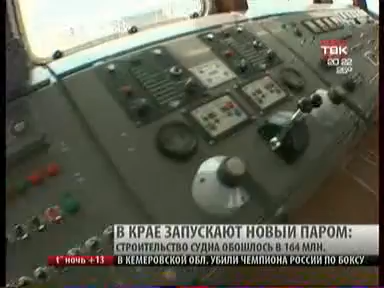 ТВК
20 22
25°
В КРАЕ ЗАПУСКАЮТ НОВЫЙ ПАРОМ:
СТРОИТЕЛЬСТВО СУДНА ОБОШЛОСЬ В 164 МЛН.
t° НОЧЬ +13 В КЕМЕРОВСКОЙ ОБЛ. УБИЛИ ЧЕМПИОНА РОССИИ ПО БОКСУ